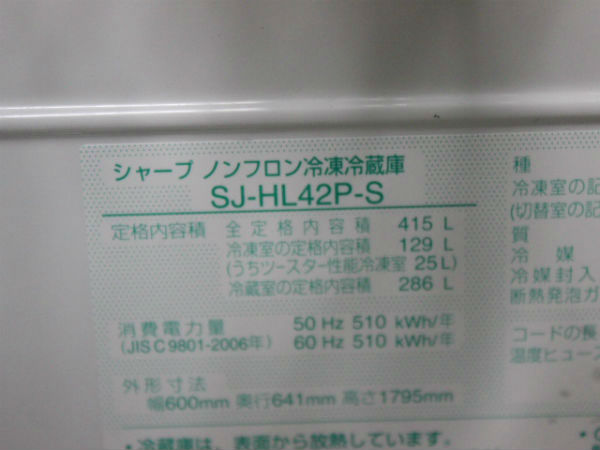 シャープ ノンフロン冷凍冷蔵庫
SJ-HL42P-S
定格内容積 全定格内容積 415 L
冷凍室の定格内容積 129 L
(うちツースター性能冷凍室 25L)
冷蔵室の定格内容積 286 L
消費電力量 50 Hz 510 kWh/年
(JIS C 9801-2006年) 60 Hz 510 kWh/年
外形寸法
幅600mm 奥行641mm 高さ1795mm
・冷蔵庫は、表面から放熱しています。
種
冷凍室の記
(切替室の記
質
冷媒
冷媒封入
断熱発泡ガ
コードの長
温度ヒューズ